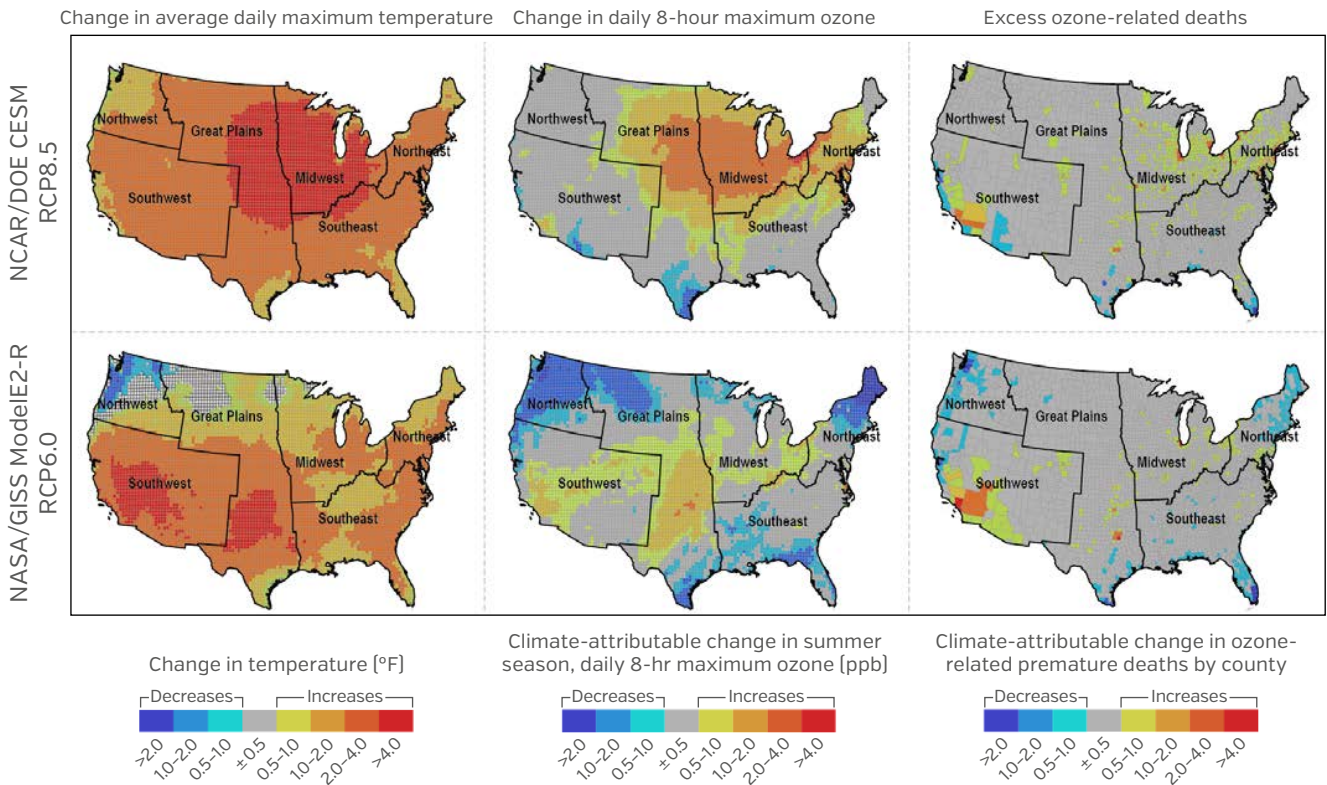 Change in average daily maximum temperature
Change in daily 8-hour maximum ozone
Excess ozone-related deaths
NCAR/DOE CESM
RCP8.5
Northwest
Great Plains
Midwest
Northeast
Southwest
Southeast
Northwest
Great Plains
Midwest
Northeast
Southwest
Southeast
Northwest
Great Plains
Midwest
Northeast
Southwest
Southeast
NASA/GISS ModelE2-R
RCP6.0
Northwest
Great Plains
Midwest
Northeast
Southwest
Southeast
Northwest
Great Plains
Midwest
Northeast
Southwest
Southeast
Northwest
Great Plains
Midwest
Northeast
Southwest
Southeast
Change in temperature (ºF)
Decreases
Increases
>2.0
1.0–2.0
0.5–1.0
± 0.5
0.5–1.0
1.0–2.0
2.0–4.0
>4.0
Climate-attributable change in summer
season, daily 8-hr maximum ozone (ppb)
Decreases
Increases
>2.0
1.0–2.0
0.5–1.0
± 0.5
0.5–1.0
1.0–2.0
2.0–4.0
>4.0
Climate-attributable change in ozone-
related premature deaths by county
Decreases
Increases
>2.0
1.0–2.0
0.5–1.0
± 0.5
0.5–1.0
1.0–2.0
2.0–4.0
>4.0